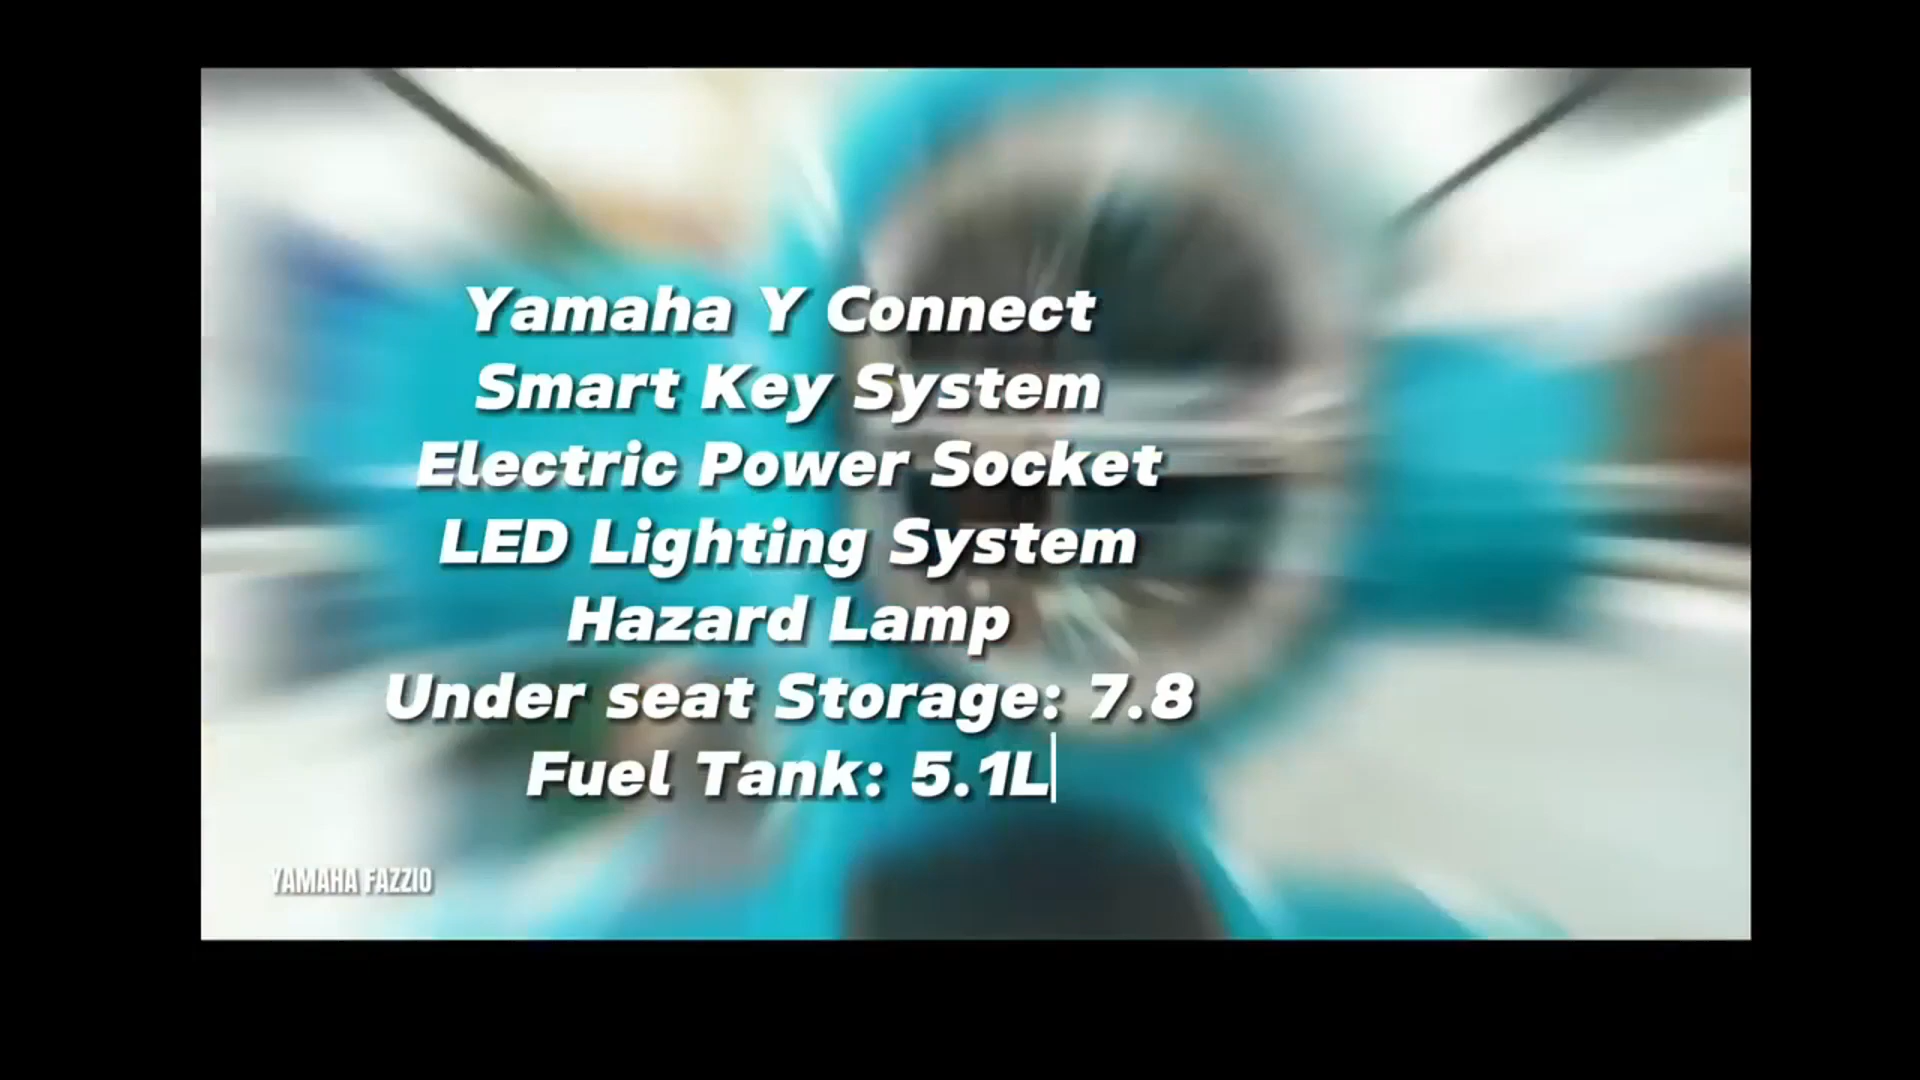 Yamaha Y Connect
Smart Key System
Electric Power Socket
LED Lighting System
Hazard Lamp
Under seat Storage: 7.8
Fuel Tank: 5.1L
YAMAHA FAZZIO